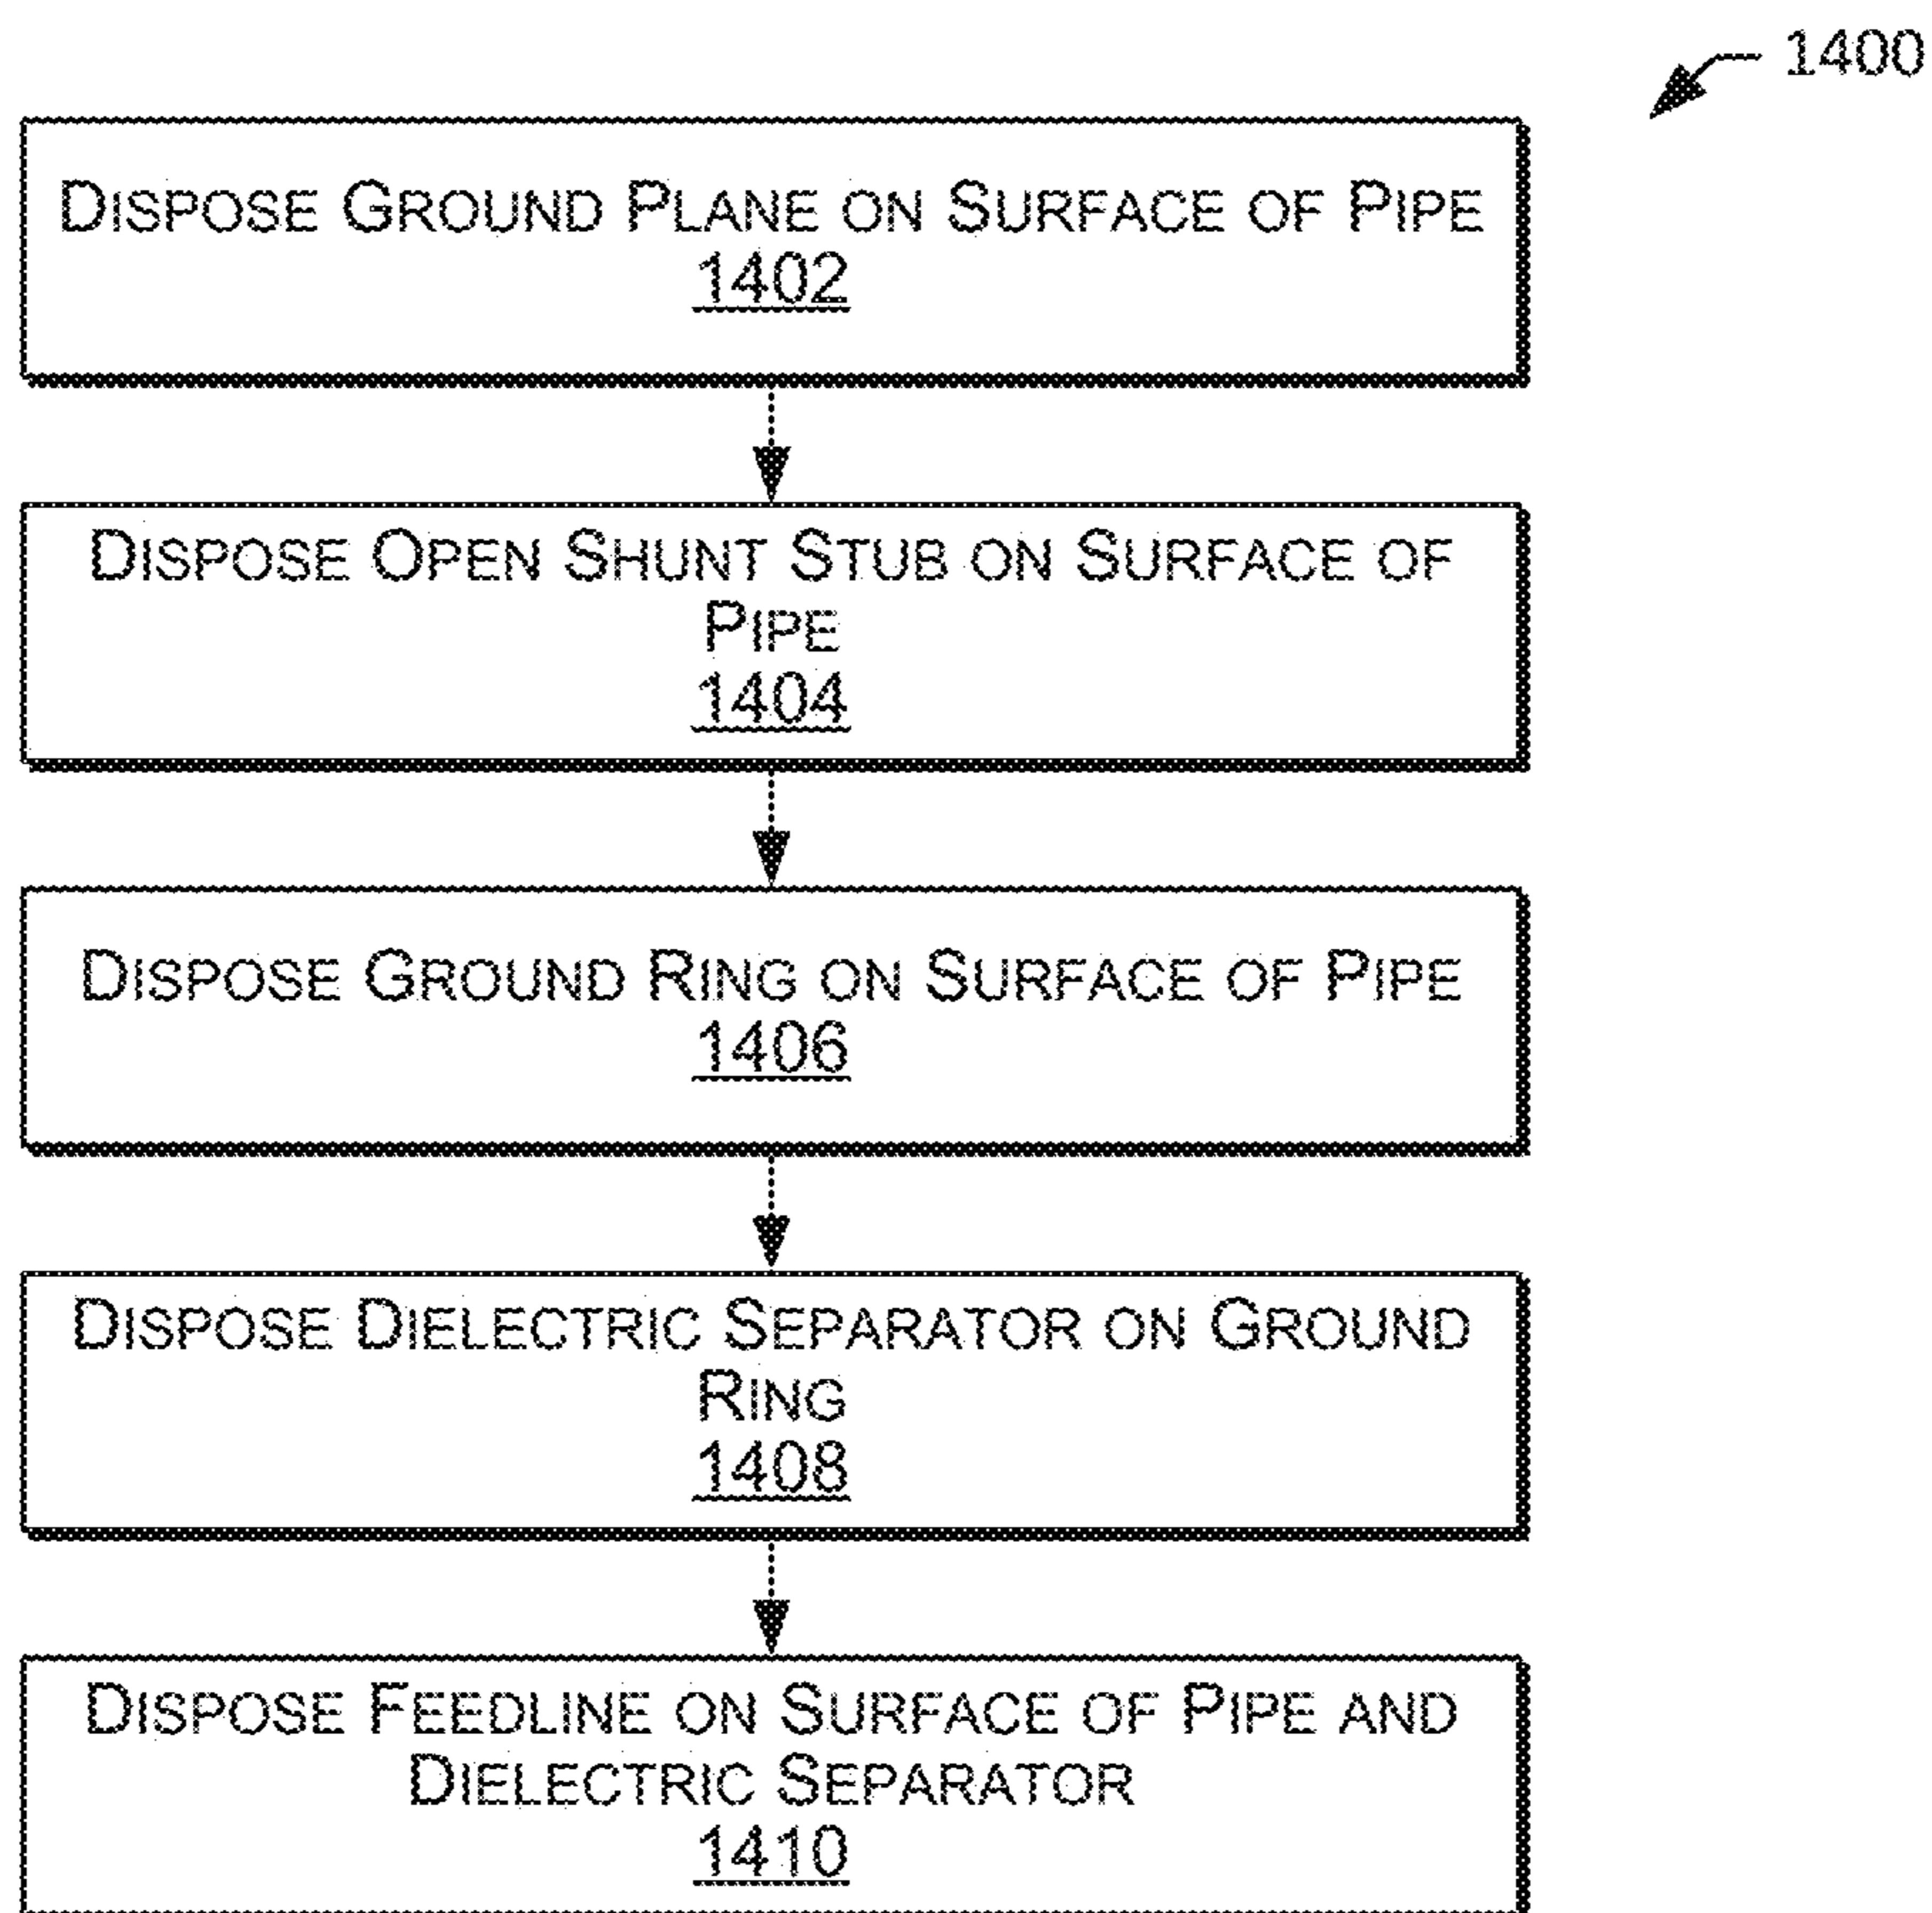 1400
DISPOSE GROUND PLANE ON SURFACE OF PIPE
1402
DISPOSE OPEN SHUNT STUB ON SURFACE OF
PIPE
1404
DISPOSE GROUND RING ON SURFACE OF PIPE
1406
DISPOSE DIELECTRIC SEPARATOR ON GROUND
RING
1408
DISPOSE FEEDLINE ON SURFACE OF PIPE AND
DIELECTRIC SEPARATOR
1410